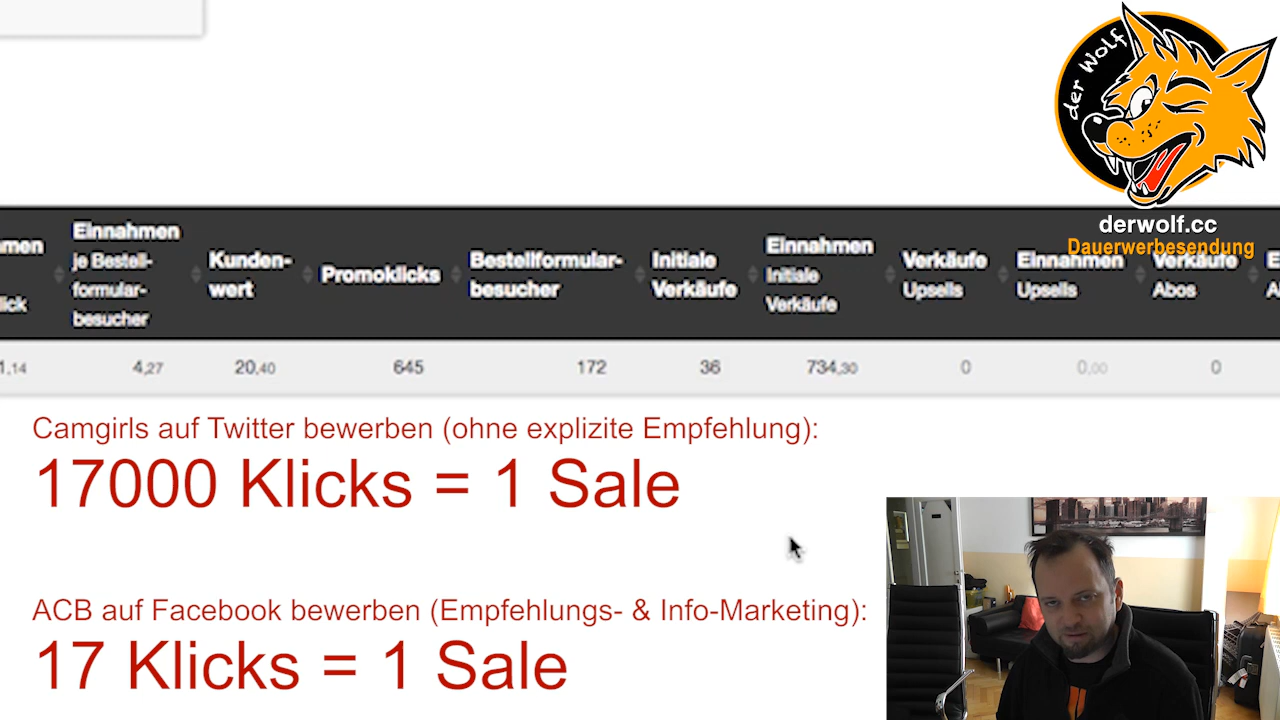 der Wolf
derwolf.cc
Dauerwerbesendung
Einnahmen
je Bestell-
formular-
besucher
Kunden-
wert
Promoklicks
Bestellformular-
besucher
Initiale
Verkäufe
Einnahmen
Initiale
Verkäufe
Verkäufe
Upsells
Einnahmen
Upsells
Verkäufe
Abos
4,27 20,40 645 172 36 734,30 0 0,00 0
Camgirls auf Twitter bewerben (ohne explizite Empfehlung):
17000 Klicks = 1 Sale
ACB auf Facebook bewerben (Empfehlungs- & Info-Marketing):
17 Klicks = 1 Sale